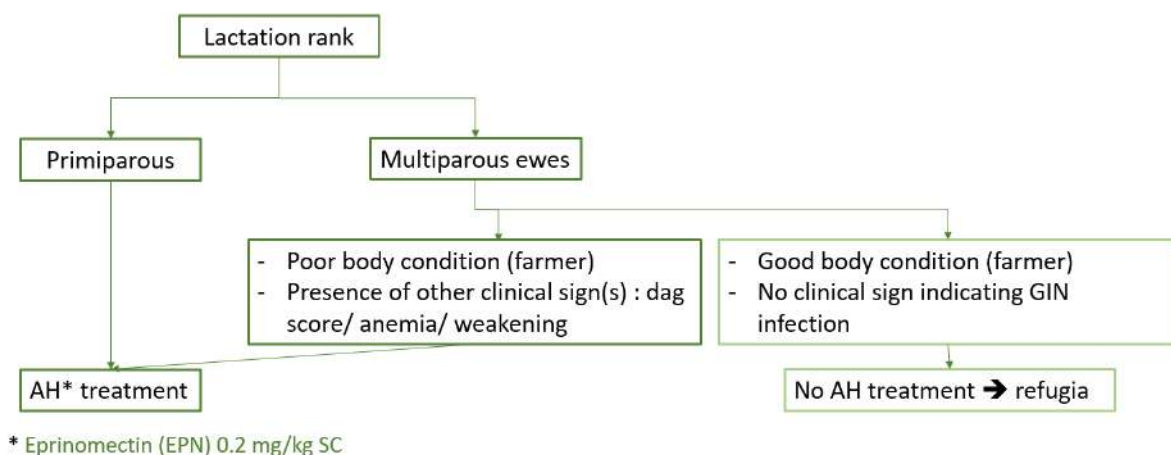 Lactation rank
Primiparous
Multiparous ewes
- Poor body condition (farmer)
- Presence of other clinical sign(s) : dag
score/ anemia/ weakening
- Good body condition (farmer)
- No clinical sign indicating GIN
infection
AH* treatment
No AH treatment 🡺 refugia
* Eprinomectin (EPN) 0.2 mg/kg SC